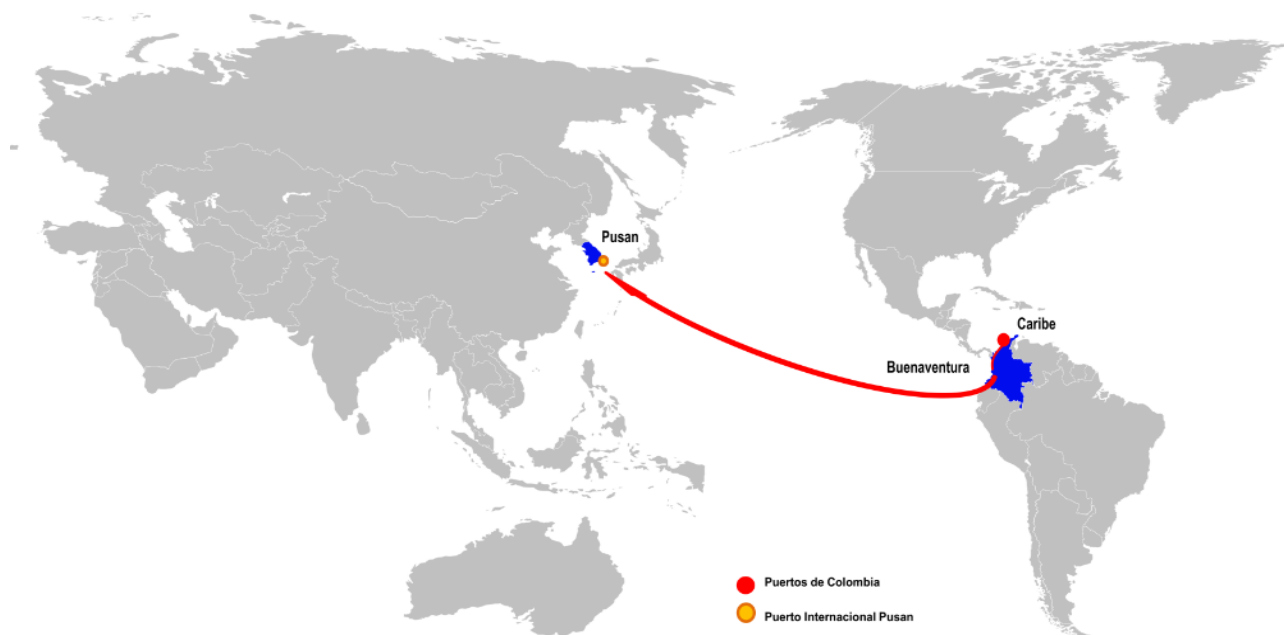 Pusan
Caribe
Buenaventura
Puertos de Colombia
Puerto Internacional Pusan